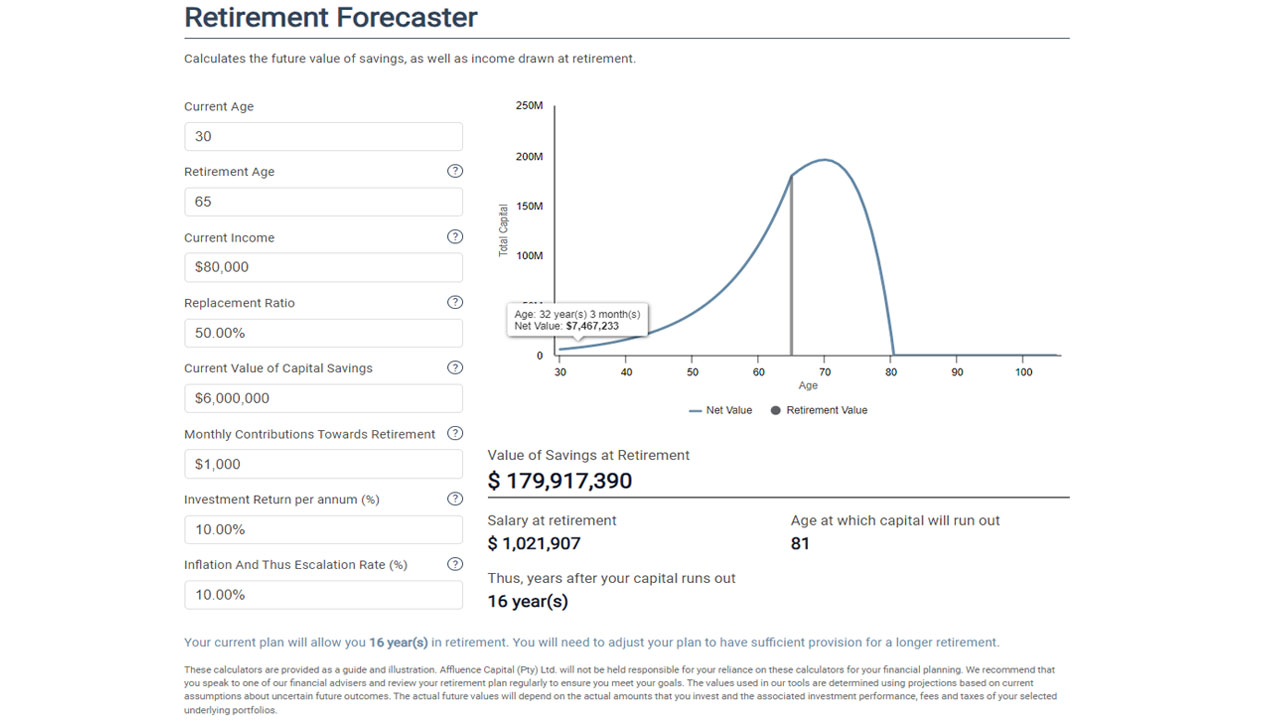 Retirement Forecaster
Calculates the future value of savings, as well as income drawn at retirement.
Current Age
30
Retirement Age ?
65
Current Income ?
$80,000
Replacement Ratio ?
50.00%
Current Value of Capital Savings ?
$6,000,000
Monthly Contributions Towards Retirement ?
$1,000
Investment Return per annum (%) ?
10.00%
Inflation And Thus Escalation Rate (%) ?
10.00%
250M
200M
150M
100M
0
Total Capital
Age: 32 year(s) 3 month(s)
Net Value: $7,467,233
30 40 50 60 70 80 90 100
Age
Net Value Retirement Value
Value of Savings at Retirement
$ 179,917,390
Salary at retirement
$ 1,021,907
Age at which capital will run out
81
Thus, years after your capital runs out
16 year(s)
Your current plan will allow you 16 year(s) in retirement. You will need to adjust your plan to have sufficient provision for a longer retirement.
These calculators are provided as a guide and illustration. Affluence Capital (Pty) Ltd. will not be held responsible for your reliance on these calculators for your financial planning. We recommend that
you speak to one of our financial advisers and review your retirement plan regularly to ensure you meet your goals. The values used in our tools are determined using projections based on current
assumptions about uncertain future outcomes. The actual future values will depend on the actual amounts that you invest and the associated investment performance, fees and taxes of your selected
underlying portfolios.